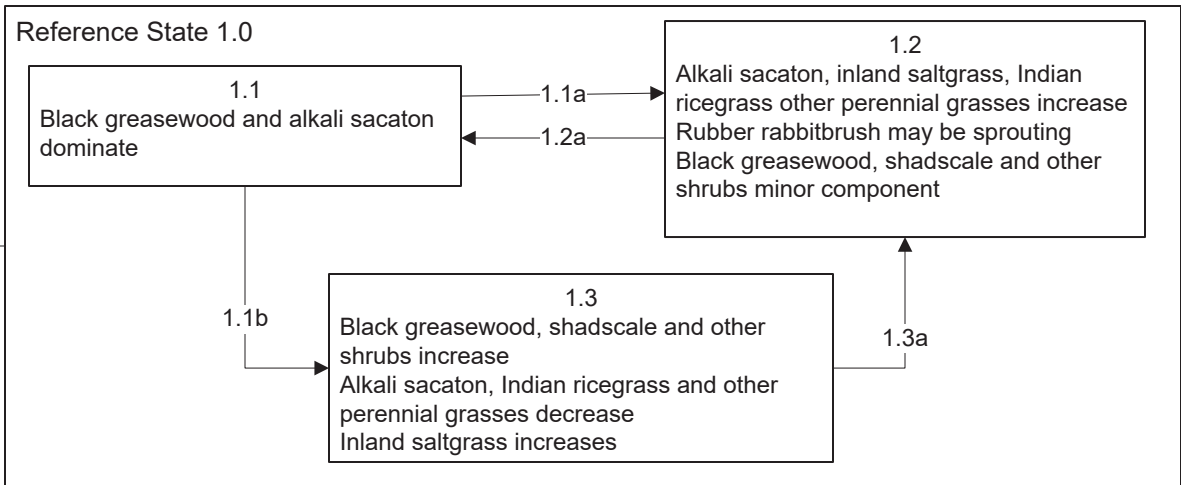 Reference State 1.0
1.1
Black greasewood and alkali sacaton
dominate
1.1a
1.2a
1.2
Alkali sacaton, inland saltgrass, Indian
ricegrass other perennial grasses increase
Rubber rabbitbrush may be sprouting
Black greasewood, shadscale and other
shrubs minor component
1.1b
1.3
Black greasewood, shadscale and other
shrubs increase
Alkali sacaton, Indian ricegrass and other
perennial grasses decrease
Inland saltgrass increases
1.3a